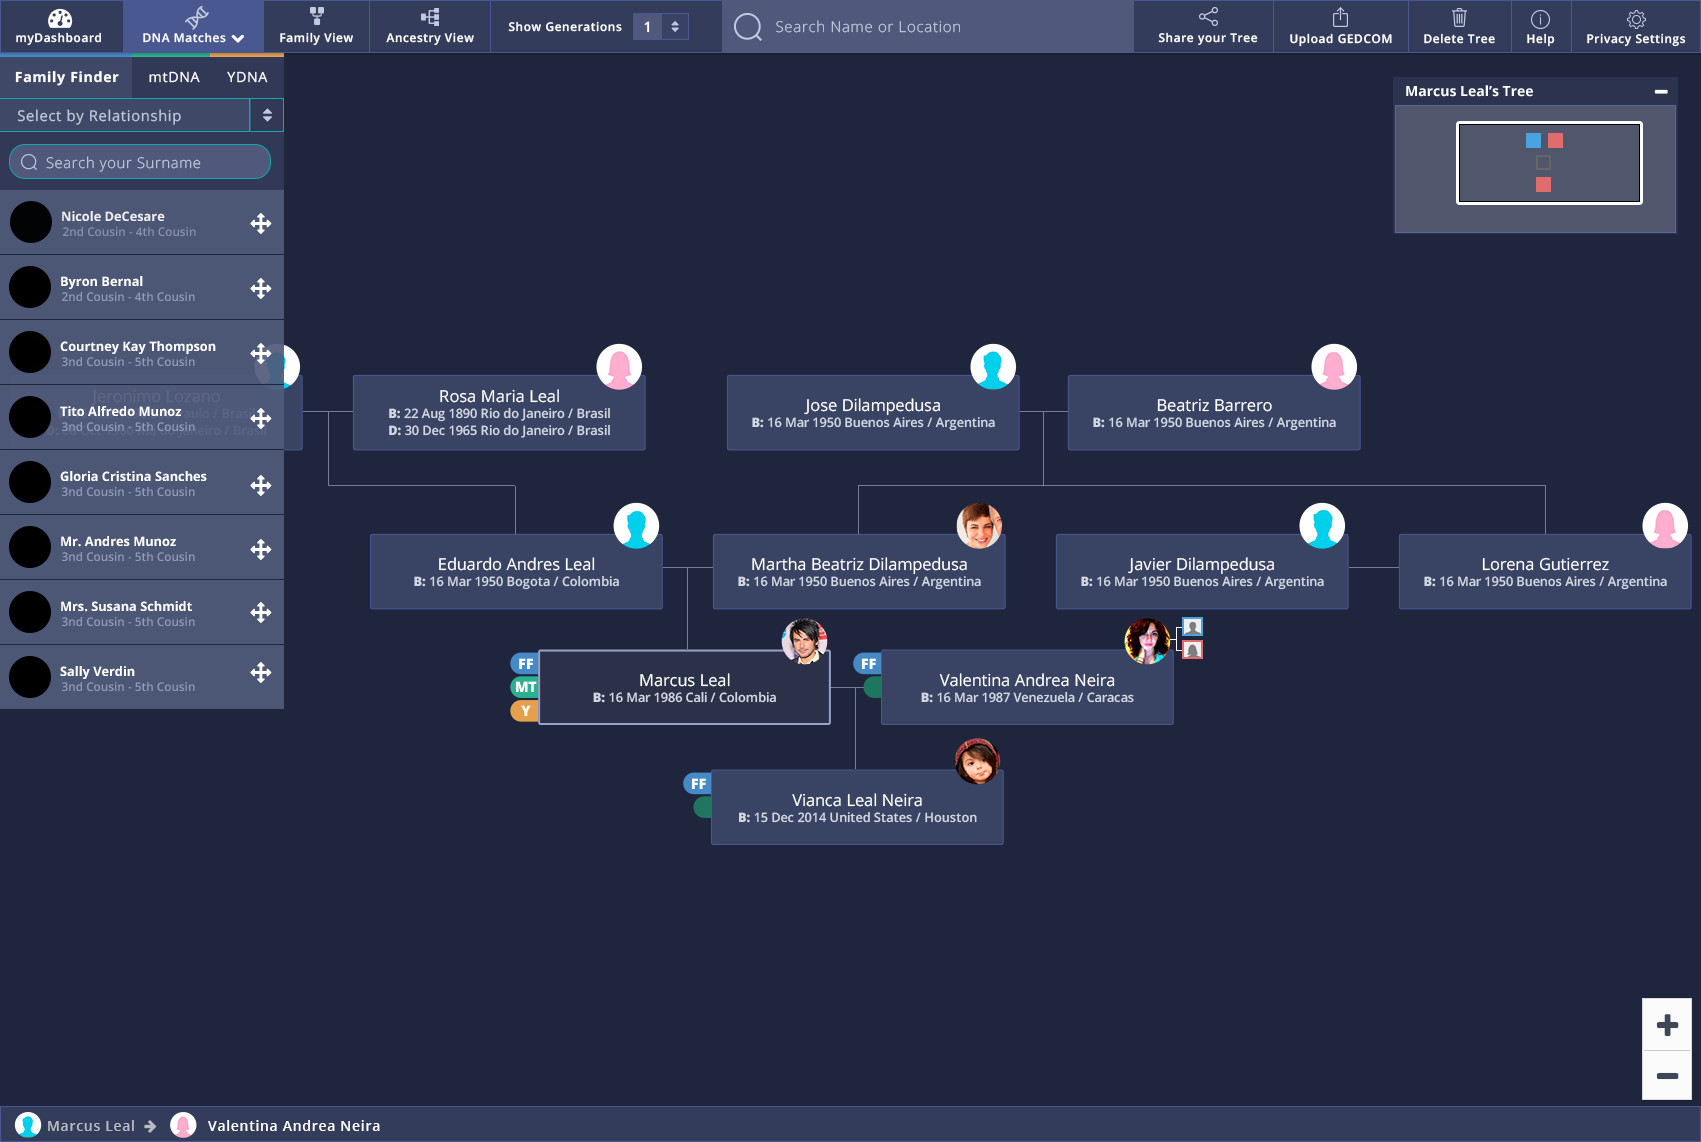 myDashboard
DNA Matches
Family View
Ancestry View
Show Generations 1
Search Name or Location
Share your Tree
Upload GEDCOM
Delete Tree
Help
Privacy Settings
Family Finder
mtDNA
YDNA
Select by Relationship
Search your Surname
Nicole DeCesare
2nd Cousin - 4th Cousin
Byron Bernal
2nd Cousin - 4th Cousin
Courtney Kay Thompson
3nd Cousin - 5th Cousin
Jeronimo Lozano
Tito Alfredo Munoz
3nd Cousin - 5th Cousin
Gloria Cristina Sanches
3nd Cousin - 5th Cousin
Mr. Andres Munoz
3nd Cousin - 5th Cousin
Mrs. Susana Schmidt
3nd Cousin - 5th Cousin
Sally Verdin
3nd Cousin - 5th Cousin
Marcus Leal's Tree
Rosa Maria Leal
B: 22 Aug 1890 Rio do Janeiro / Brasil
D: 30 Dec 1965 Rio do Janeiro / Brasil
Jose Dilampedusa
B: 16 Mar 1950 Buenos Aires / Argentina
Beatriz Barrero
B: 16 Mar 1950 Buenos Aires / Argentina
Eduardo Andres Leal
B: 16 Mar 1950 Bogota / Colombia
Martha Beatriz Dilampedusa
B: 16 Mar 1950 Buenos Aires / Argentina
Javier Dilampedusa
B: 16 Mar 1950 Buenos Aires / Argentina
Lorena Gutierrez
B: 16 Mar 1950 Buenos Aires / Argentina
FF
MT
Y
Marcus Leal
B: 16 Mar 1986 Cali / Colombia
FF
Valentina Andrea Neira
B: 16 Mar 1987 Venezuela / Caracas
FF
Vianca Leal Neira
B: 15 Dec 2014 United States / Houston
Marcus Leal
Valentina Andrea Neira